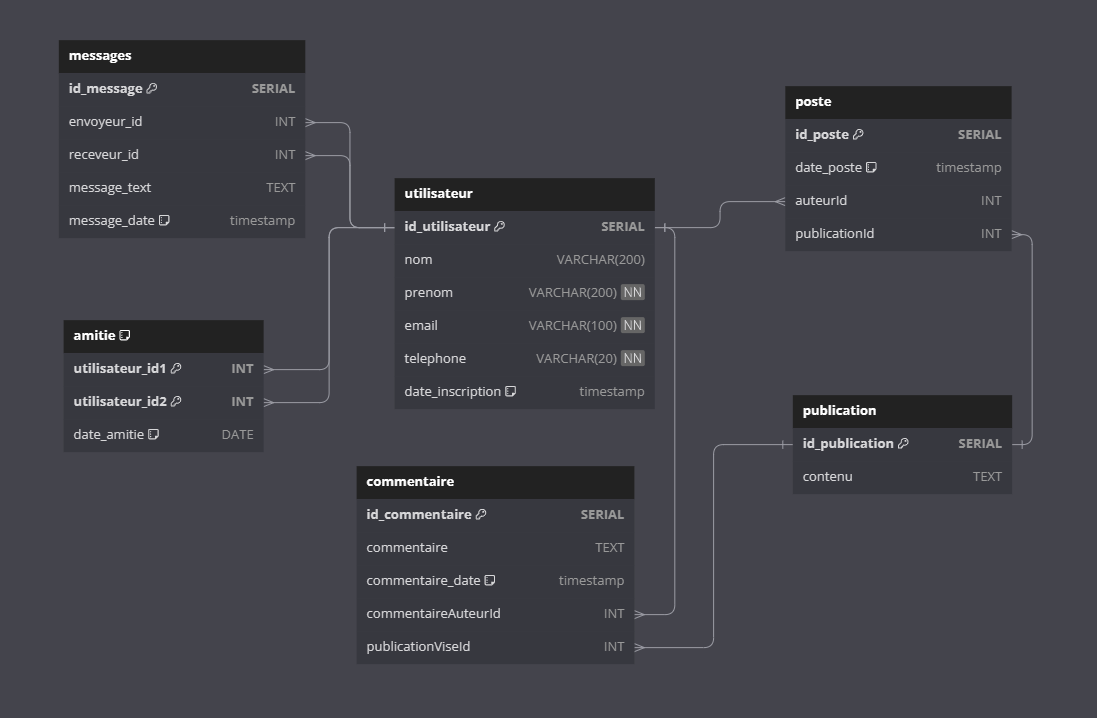 messages
id_message SERIAL
envoyeur_id INT
receveur_id INT
message_text TEXT
message_date timestamp
amitie
utilisateur_id1 INT
utilisateur_id2 INT
date_amitie DATE
utilisateur
id_utilisateur SERIAL
nom VARCHAR(200)
prenom VARCHAR(200) NN
email VARCHAR(100) NN
telephone VARCHAR(20) NN
date_inscription timestamp
commentaire
id_commentaire SERIAL
commentaire TEXT
commentaire_date timestamp
commentaireAuteurId INT
publicationViseId INT
poste
id_poste SERIAL
date_poste timestamp
auteurId INT
publicationId INT
publication
id_publication SERIAL
contenu TEXT